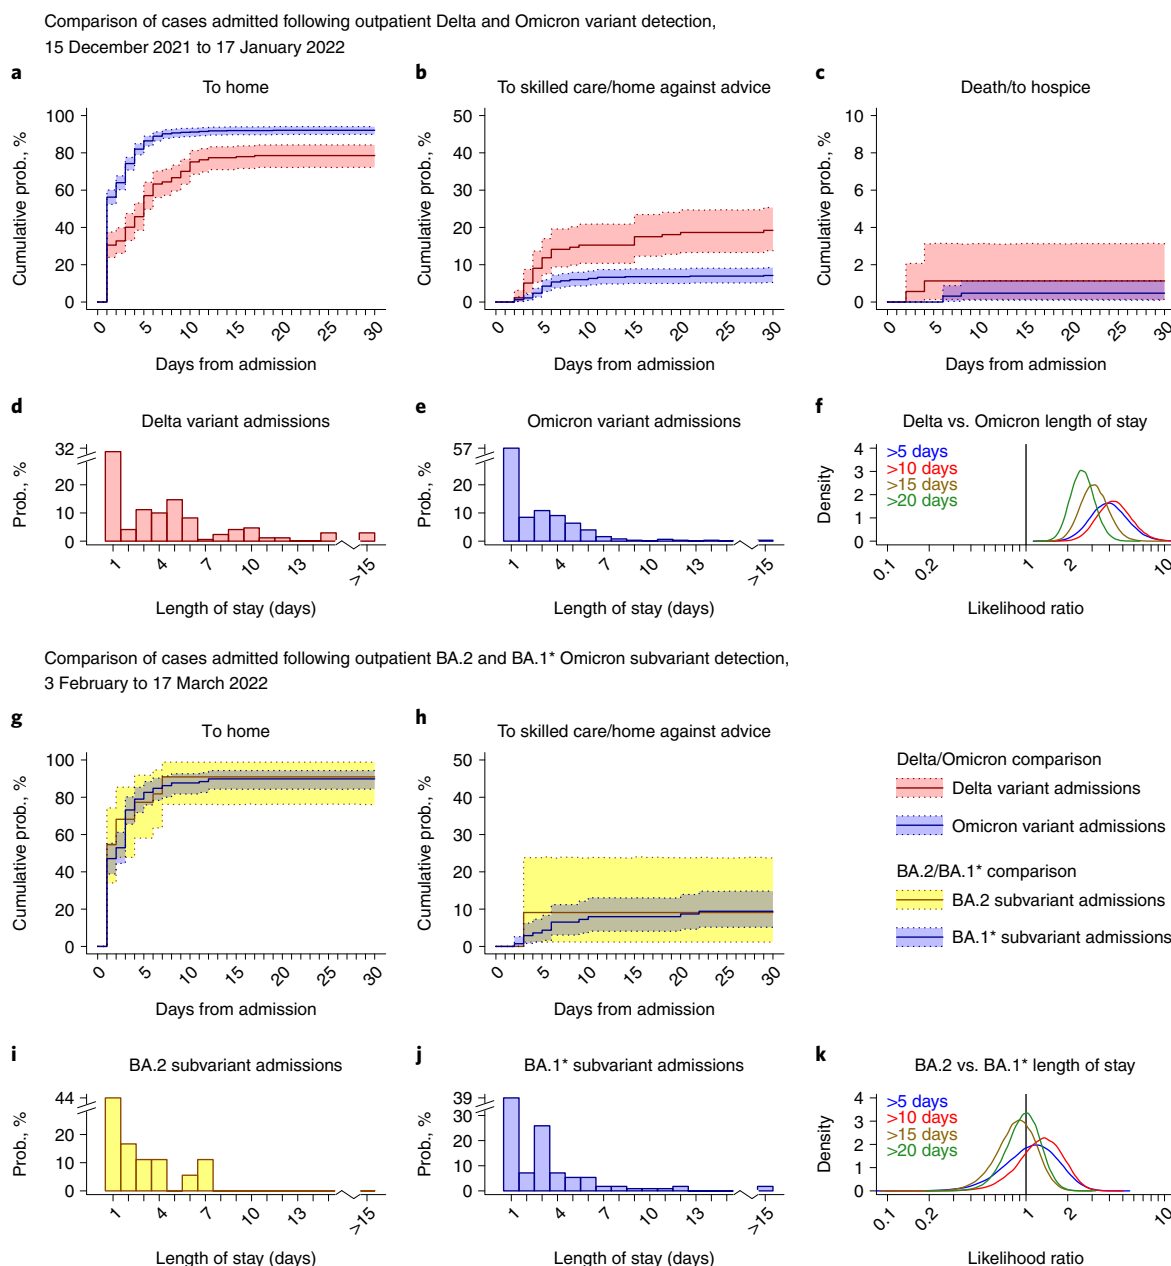 Comparison of cases admitted following outpatient Delta and Omicron variant detection,
15 December 2021 to 17 January 2022
a
To home
Cumulative prob., %
100
80
60
40
20
0
0 5 10 15 20 25 30
Days from admission
b
To skilled care/home against advice
Cumulative prob., %
50
40
30
20
10
0
0 5 10 15 20 25 30
Days from admission
c
Death/to hospice
Cumulative prob., %
10
8
6
4
2
0
0 5 10 15 20 25 30
Days from admission
d
Delta variant admissions
Prob., %
32
20
10
0
1 4 7 10 13 >15
Length of stay (days)
e
Omicron variant admissions
Prob., %
57
20
10
0
1 4 7 10 13 >15
Length of stay (days)
f
Delta vs. Omicron length of stay
>5 days
>10 days
>15 days
>20 days
Density
4
3
2
1
0
0.1 0.2 1 2 10
Likelihood ratio
Comparison of cases admitted following outpatient BA.2 and BA.1* Omicron subvariant detection,
3 February to 17 March 2022
g
To home
Cumulative prob., %
100
80
60
40
20
0
0 5 10 15 20 25 30
Days from admission
h
To skilled care/home against advice
Cumulative prob., %
50
40
30
20
10
0
0 5 10 15 20 25 30
Days from admission
Delta/Omicron comparison
Delta variant admissions
Omicron variant admissions
BA.2/BA.1* comparison
BA.2 subvariant admissions
BA.1* subvariant admissions
i
BA.2 subvariant admissions
Prob., %
44
20
10
0
1 4 7 10 13 >15
Length of stay (days)
j
BA.1* subvariant admissions
Prob., %
39
30
20
10
0
1 4 7 10 13 >15
Length of stay (days)
k
BA.2 vs. BA.1* length of stay
>5 days
>10 days
>15 days
>20 days
Density
4
3
2
1
0
0.1 0.2 1 2 10
Likelihood ratio